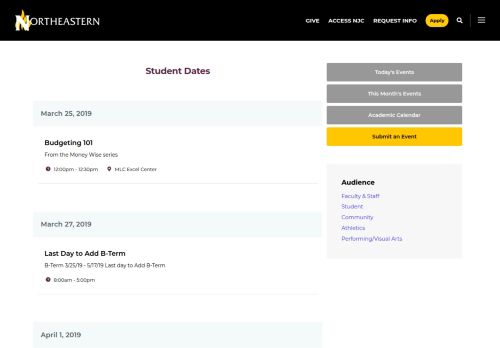 NORTHEASTERN
GIVE ACCESS NJC REQUEST INFO Apply
Student Dates
March 25, 2019
Budgeting 101
From the Money Wise series
12:00pm - 12:30pm MLC Excel Center
March 27, 2019
Last Day to Add B-Term
B-Term 3/25/19 - 5/17/19 Last day to Add B-Term
8:00am - 5:00pm
April 1, 2019
Today's Events
This Month's Events
Academic Calendar
Submit an Event
Audience
Faculty & Staff
Student
Community
Athletics
Performing/Visual Arts